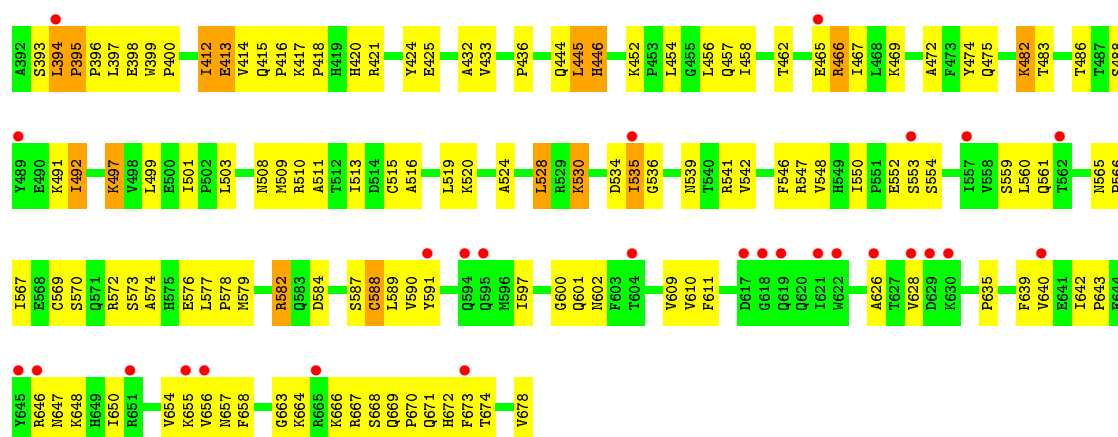 A392 S393 L394 P395 P396 L397 E398 W399 P400 I412 E413 V414 Q415 P416 K417 P418 H419 H420 R421 Y424 E425 A432 V433 P436 Q444 L445 H446 K452 P453 L454 G455 L456 Q457 I458 T462 E465 R466 I467 L468 K469 A472 F473 Y474 Q475 K482 T483 T486 T487 S488
Y489 E490 K491 I492 K497 V498 L499 E500 I501 P502 L503 N508 M509 R510 A511 T512 I513 D514 C515 A516 L519 K520 A524 L528 R529 K530 D534 I535 G536 N539 T540 R541 V542 F546 R547 V548 H549 I550 P551 E552 S553 S554 I557 V558 S559 L560 Q561 T562 N565 P566
I567 E568 C569 S570 Q571 R572 S573 A574 H575 E576 L577 P578 M579 R582 Q583 D584 S587 C588 L589 V590 Y591 Q594 Q595 M596 I597 G600 Q601 N602 F603 T604 V609 V610 F611 D617 G618 Q619 Q620 I621 W622 A626 T627 V628 D629 K630 P635 F639 V640 E641 I642 P643
Y645 R646 N647 K648 H649 I650 R651 V654 K655 V656 N657 F658 G663 K664 R665 K666 R667 S668 Q669 P670 Q671 H672 F673 T674 V678